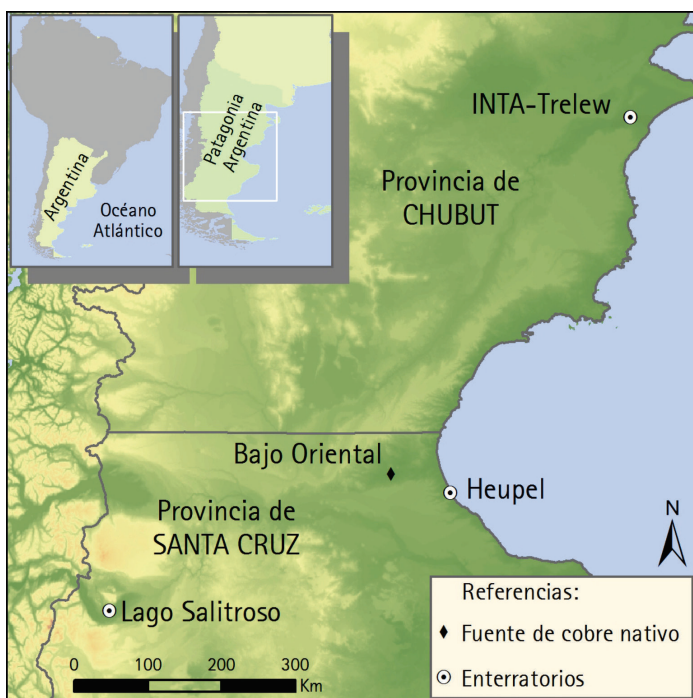 Argentina
Océano
Atlántico
Patagonia
Argentina
INTA-Trelew
Provincia de
CHUBUT
Bajo Oriental
Heupel
Provincia de
SANTA CRUZ
N
Lago Salitroso
Referencias:
Fuente de cobre nativo
Enterratorios
0 100 200 300
Km